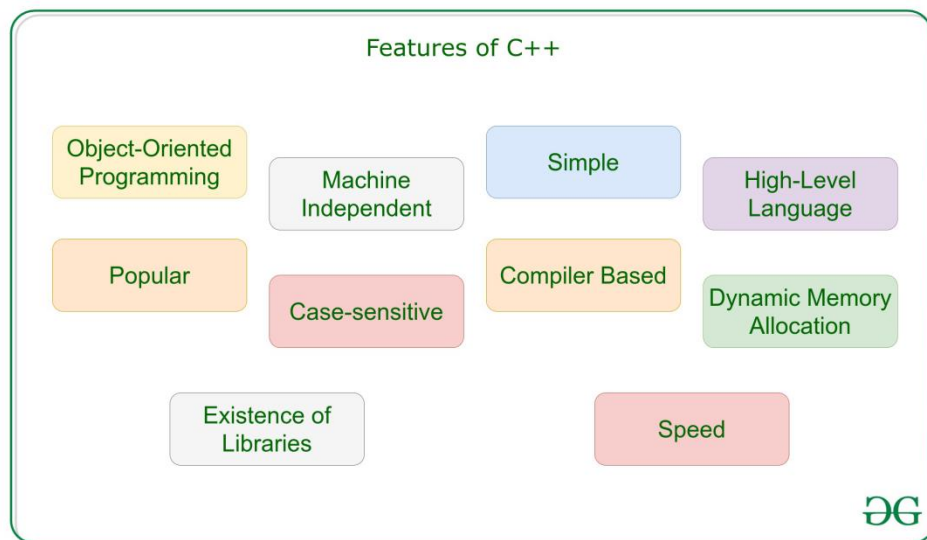 Features of C++
Object-Oriented
Programming
Machine
Independent
Simple
High-Level
Language
Popular
Case-sensitive
Compiler Based
Dynamic Memory
Allocation
Existence of
Libraries
Speed